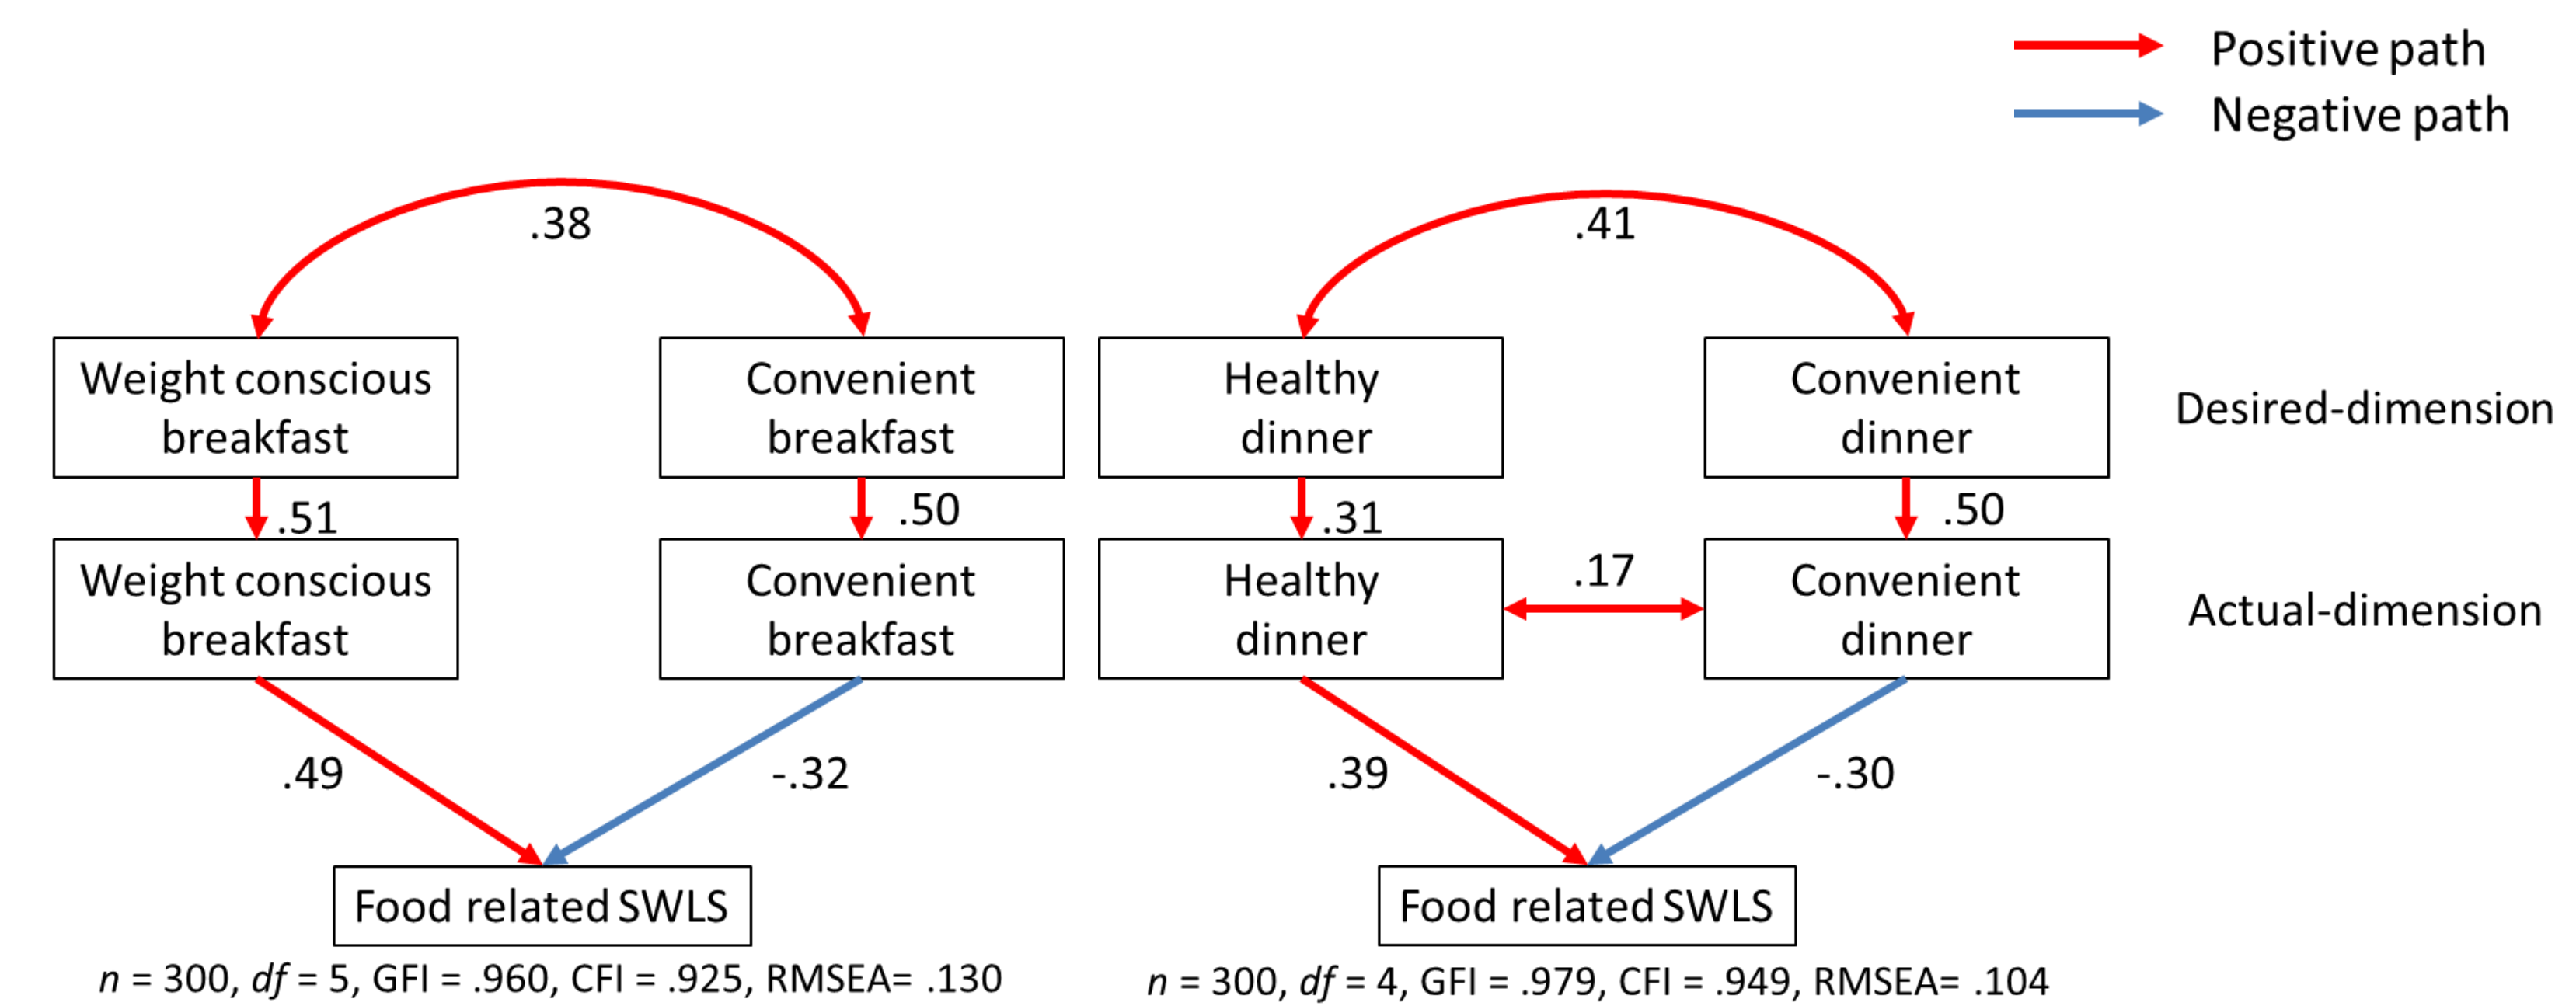 Positive path
Negative path
.38
.41
Weight conscious
breakfast
Convenient
breakfast
Healthy
dinner
Convenient
dinner
Desired-dimension
.51
.50
.31
.50
Weight conscious
breakfast
Convenient
breakfast
Healthy
dinner
.17
Convenient
dinner
Actual-dimension
.49
-.32
.39
-.30
Food related SWLS
Food related SWLS
n = 300, df = 5, GFI = .960, CFI = .925, RMSEA= .130
n = 300, df = 4, GFI = .979, CFI = .949, RMSEA= .104